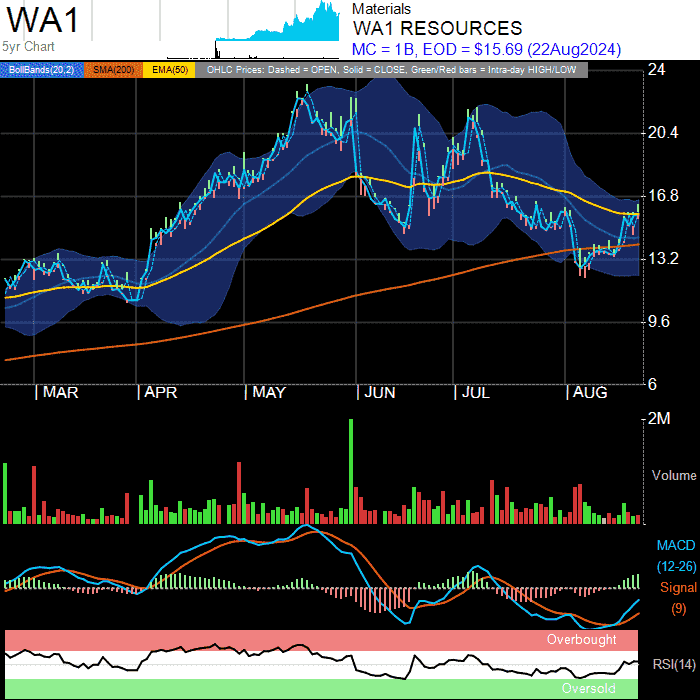 WA1
5yr Chart
Materials
WA1 RESOURCES
MC = 1B, EOD = $15.69 (22Aug2024)
BollBands(20,2) SMA(200) EMA(50) OHLC Prices: Dashed = OPEN, Solid = CLOSE, Green/Red bars = Intra-day HIGH/LOW
24
20.4
16.8
13.2
9.6
6
MAR APR MAY JUN JUL AUG
2M
Volume
MACD
(12-26)
Signal
(9)
Overbought
RSI(14)
Oversold